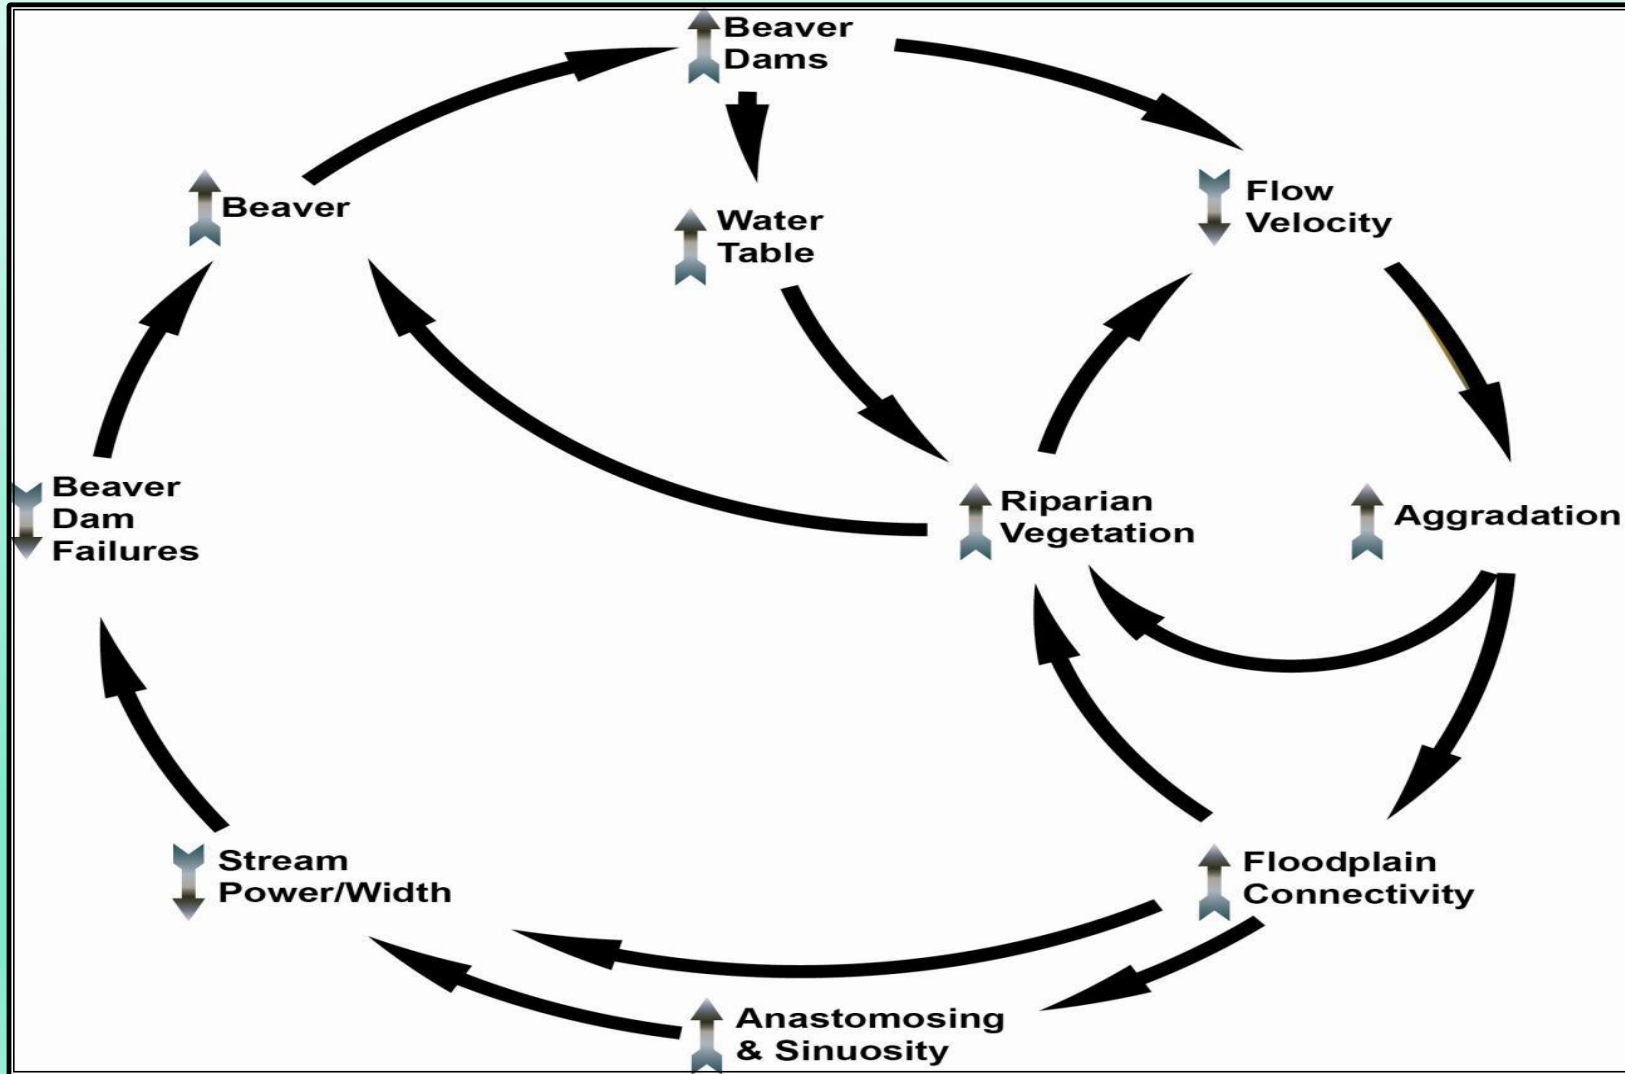 Beaver
Dams
Beaver
Water
Table
Flow
Velocity
Beaver
Dam
Failures
Riparian
Vegetation
Aggradation
Stream
Power/Width
Floodplain
Connectivity
Anastomosing
& Sinuosity